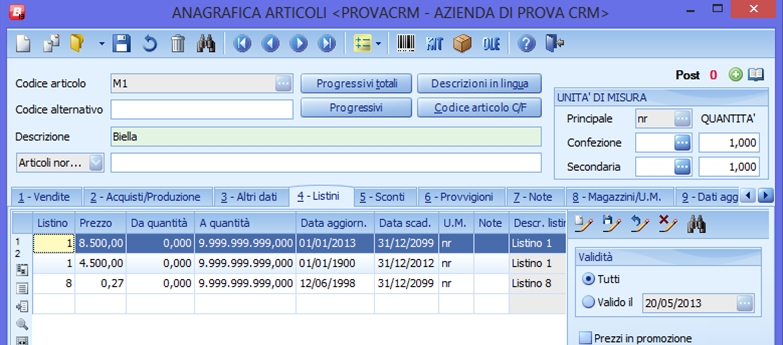 ANAGRAFICA ARTICOLI <PROVACRM - AZIENDA DI PROVA CRM>
KIT OLE
Post 0
Codice articolo M1 Progressivi totali Descrizioni in lingua
Codice alternativo Progressivi Codice articolo C/F
Descrizione Biella
Articoli nor...
UNITA' DI MISURA
Principale nr QUANTITA'
Confezione 1,000
Secondaria 1,000
1 - Vendite 2 - Acquisti/Produzione 3 - Altri dati 4 - Listini 5 - Sconti 6 - Provvigioni 7 - Note 8 - Magazzini/U.M. 9 - Dati agg
Listino Prezzo Da quantità A quantità Data aggiorn. Data scad. U.M. Note Descr. listin
1 8.500,00 0,000 9.999.999.999,000 01/01/2013 31/12/2099 nr Listino 1
1 4.500,00 0,000 9.999.999.999,000 01/01/1900 31/12/2012 nr Listino 1
8 0,27 0,000 9.999.999.999,000 12/06/1998 31/12/2099 nr Listino 8
1
2
Validità
Tutti
Valido il 20/05/2013
Prezzi in promozione